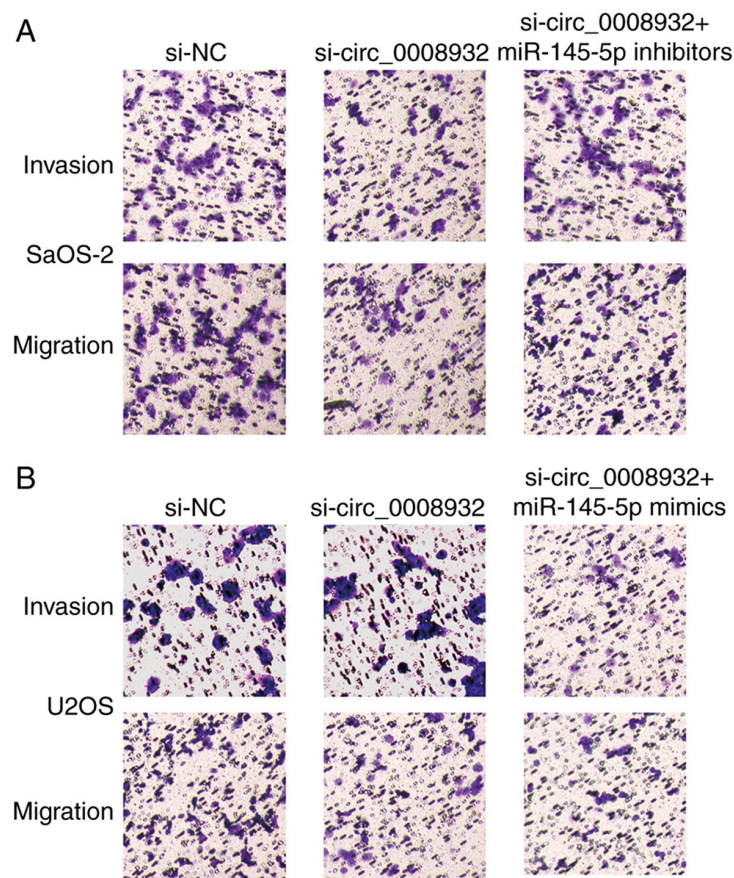 A
si-NC
si-circ_0008932
si-circ_0008932+
miR-145-5p inhibitors
Invasion
SaOS-2
Migration
B
si-NC
si-circ_0008932
si-circ_0008932+
miR-145-5p mimics
Invasion
U2OS
Migration